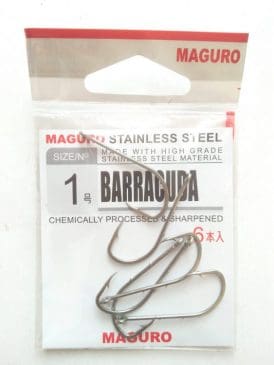 MAGURO
MAGURO STAINLESS STEEL
SIZE/Nº
MADE WITH HIGH GRADE
STAINLESS STEEL MATERIAL
1号
BARRACUDA
CHEMICALLY PROCESSED & SHARPENED
6本入
MAGURO